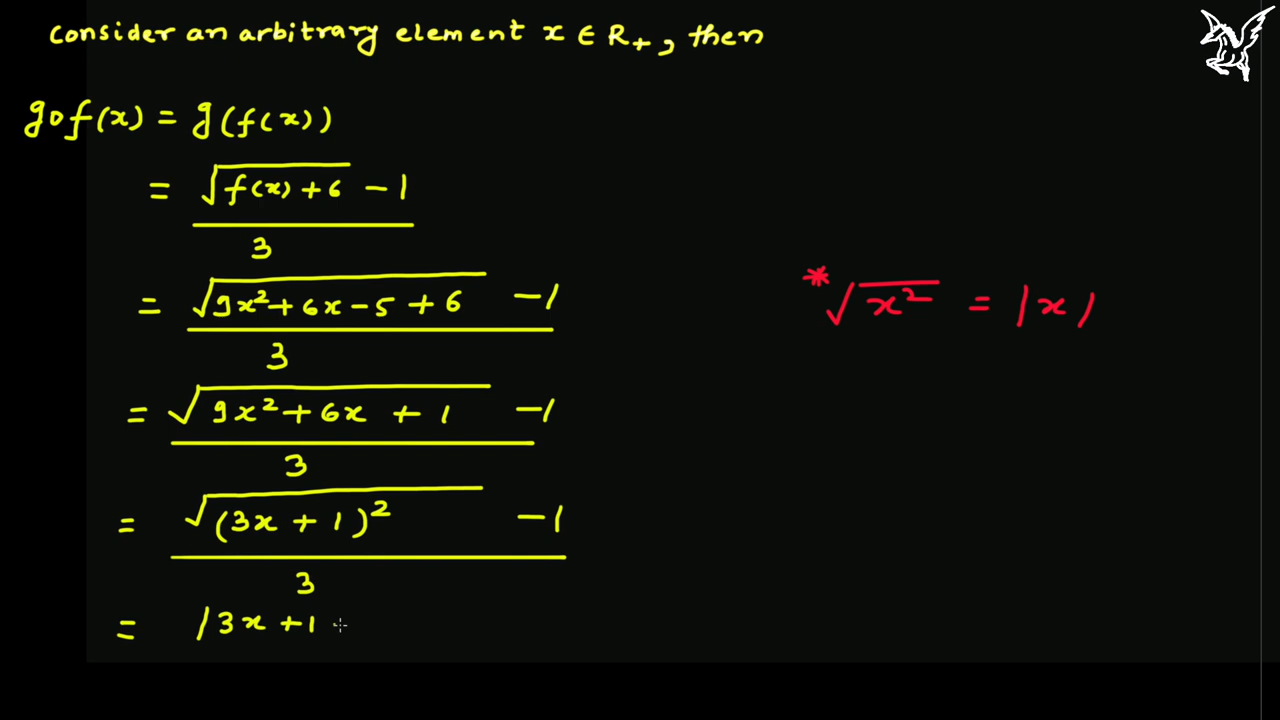 consider an arbitrary element x ∈ R+, then
gof(x) = g(f(x))
= √(f(x) + 6) - 1
3
= √(9x² + 6x - 5 + 6) - 1
3
*√x² = |x|
= √(9x² + 6x + 1) - 1
3
= √((3x + 1)²) - 1
3
= |3x + 1